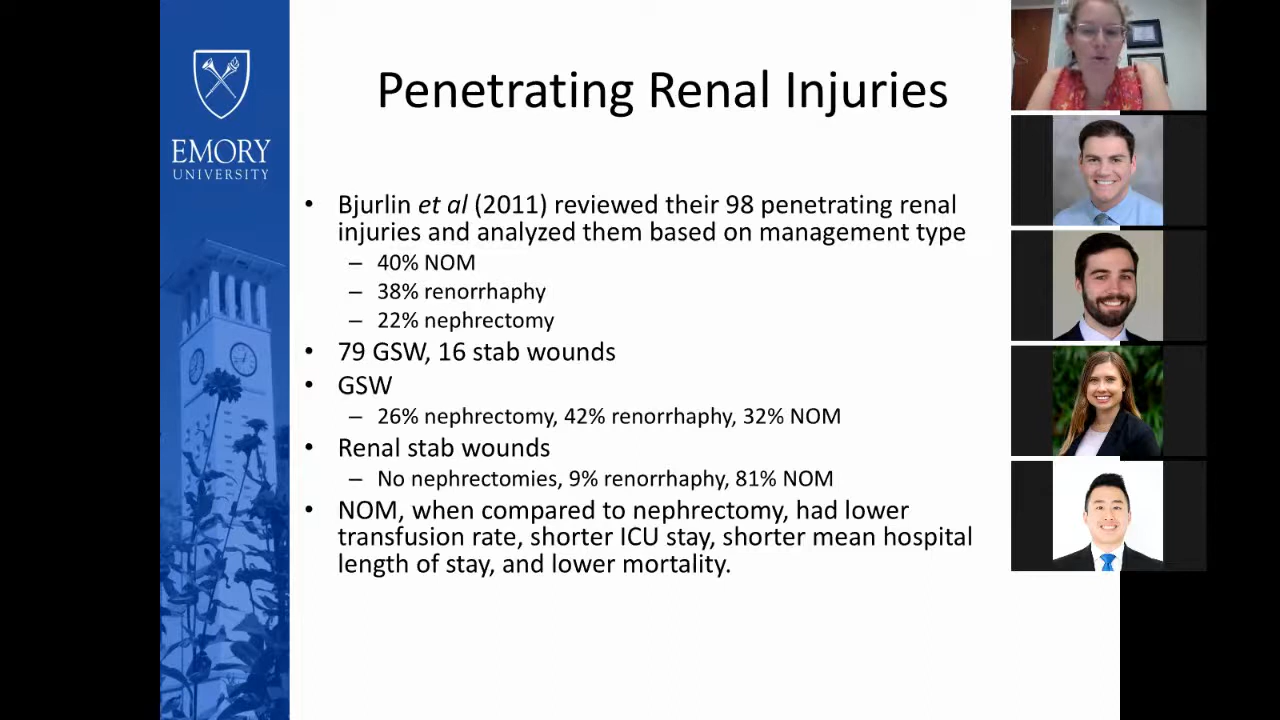 EMORY
UNIVERSITY
Penetrating Renal Injuries
• Bjurlin et al (2011) reviewed their 98 penetrating renal
injuries and analyzed them based on management type
– 40% NOM
– 38% renorrhaphy
– 22% nephrectomy
• 79 GSW, 16 stab wounds
• GSW
– 26% nephrectomy, 42% renorrhaphy, 32% NOM
• Renal stab wounds
– No nephrectomies, 9% renorrhaphy, 81% NOM
• NOM, when compared to nephrectomy, had lower
transfusion rate, shorter ICU stay, shorter mean hospital
length of stay, and lower mortality.